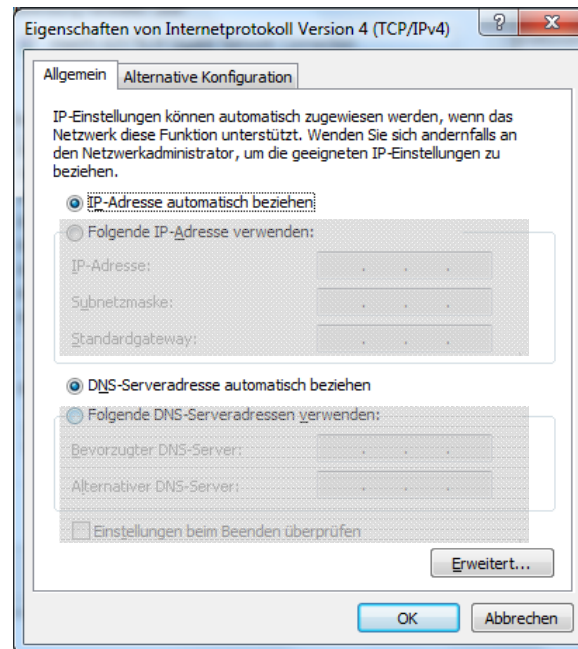 Eigenschaften von Internetprotokoll Version 4 (TCP/IPv4)
Allgemein
Alternative Konfiguration
IP-Einstellungen können automatisch zugewiesen werden, wenn das
Netzwerk diese Funktion unterstützt. Wenden Sie sich andernfalls an
den Netzwerkadministrator, um die geeigneten IP-Einstellungen zu
beziehen.
IP-Adresse automatisch beziehen
Folgende IP-Adresse verwenden:
IP-Adresse:
Subnetzmaske:
Standardgateway:
DNS-Serveradresse automatisch beziehen
Folgende DNS-Serveradressen verwenden:
Bevorzugter DNS-Server:
Alternativer DNS-Server:
Einstellungen beim Beenden überprüfen
Erweitert...
OK
Abbrechen